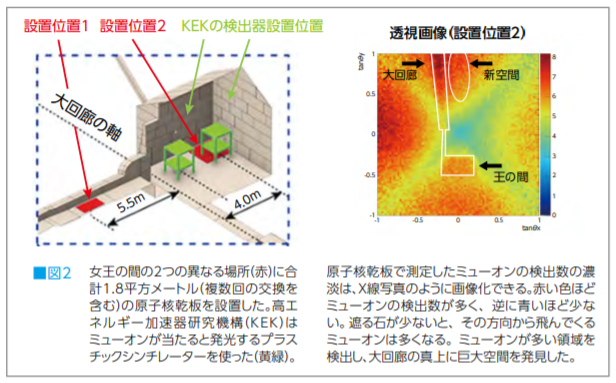 設置位置1 設置位置2 KEKの検出器設置位置
大回廊の軸
5.5m
4.0m
透視画像(設置位置2)
tanθy
1
0.5
0
-0.5
-1
-1 -0.5 0 0.5 1
tanθx
大回廊
新空間
王の間
8
7
6
5
4
3
2
1
0
■図2
女王の間の2つの異なる場所(赤)に合
計1.8平方メートル(複数回の交換を
含む)の原子核乾板を設置した。高エ
ネルギー加速器研究機構(KEK)は
ミューオンが当たると発光するプラス
チックシンチレーターを使った(黄緑)。
原子核乾板で測定したミューオンの検出数の濃
淡は、X線写真のように画像化できる。赤い色ほど
ミューオンの検出数が多く、逆に青いほど少な
い。遮る石が少ないと、その方向から飛んでくる
ミューオンは多くなる。ミューオンが多い領域を
検出し、大回廊の真上に巨大空間を発見した。